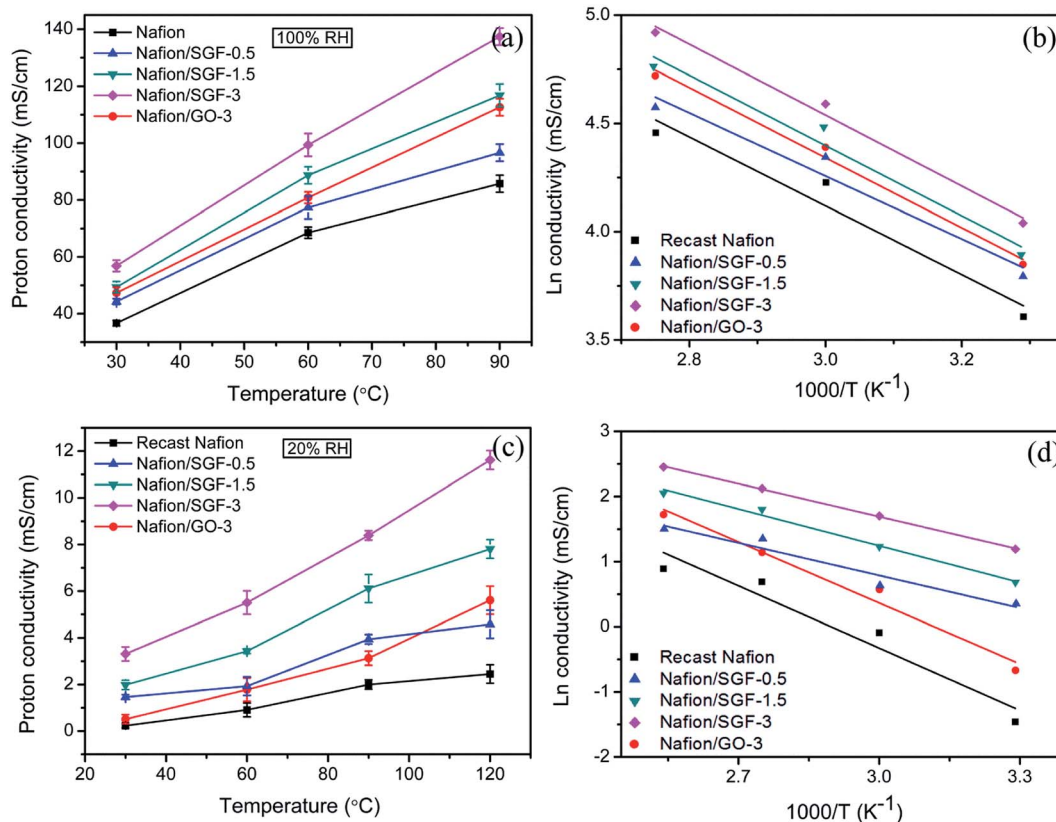 (a)
100% RH
Nafion
Nafion/SGF-0.5
Nafion/SGF-1.5
Nafion/SGF-3
Nafion/GO-3
Proton conductivity (mS/cm)
140
120
100
80
60
40
30 40 50 60 70 80 90
Temperature (°C)
(b)
Ln conductivity (mS/cm)
5.0
4.5
4.0
3.5
Recast Nafion
Nafion/SGF-0.5
Nafion/SGF-1.5
Nafion/SGF-3
Nafion/GO-3
2.8 3.0 3.2
1000/T (K⁻¹)
(c)
20% RH
Recast Nafion
Nafion/SGF-0.5
Nafion/SGF-1.5
Nafion/SGF-3
Nafion/GO-3
Proton conductivity (mS/cm)
12
10
8
6
4
2
0
20 40 60 80 100 120
Temperature (°C)
(d)
Ln conductivity (mS/cm)
3
2
1
0
-1
-2
Recast Nafion
Nafion/SGF-0.5
Nafion/SGF-1.5
Nafion/SGF-3
Nafion/GO-3
2.7 3.0 3.3
1000/T (K⁻¹)